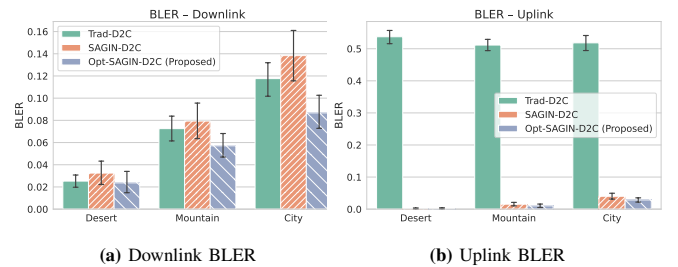 BLER – Downlink
BLER
0.16
0.14
0.12
0.10
0.08
0.06
0.04
0.02
0.00
Trad-D2C
SAGIN-D2C
Opt-SAGIN-D2C (Proposed)
Desert
Mountain
City
(a) Downlink BLER
BLER – Uplink
BLER
0.5
0.4
0.3
0.2
0.1
0.0
Trad-D2C
SAGIN-D2C
Opt-SAGIN-D2C (Proposed)
Desert
Mountain
City
(b) Uplink BLER